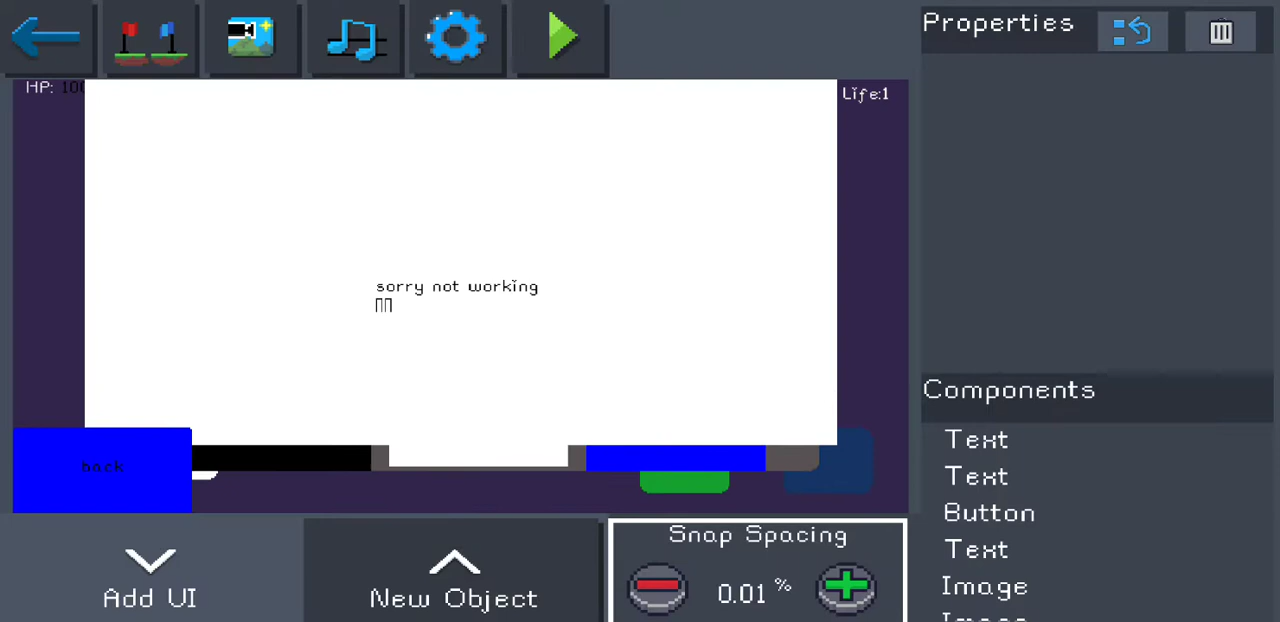 Properties
HP: 100
Life:1
sorry not working
back
Components
Text
Text
Button
Text
Image
Snap Spacing
0.01 %
Add UI
New Object